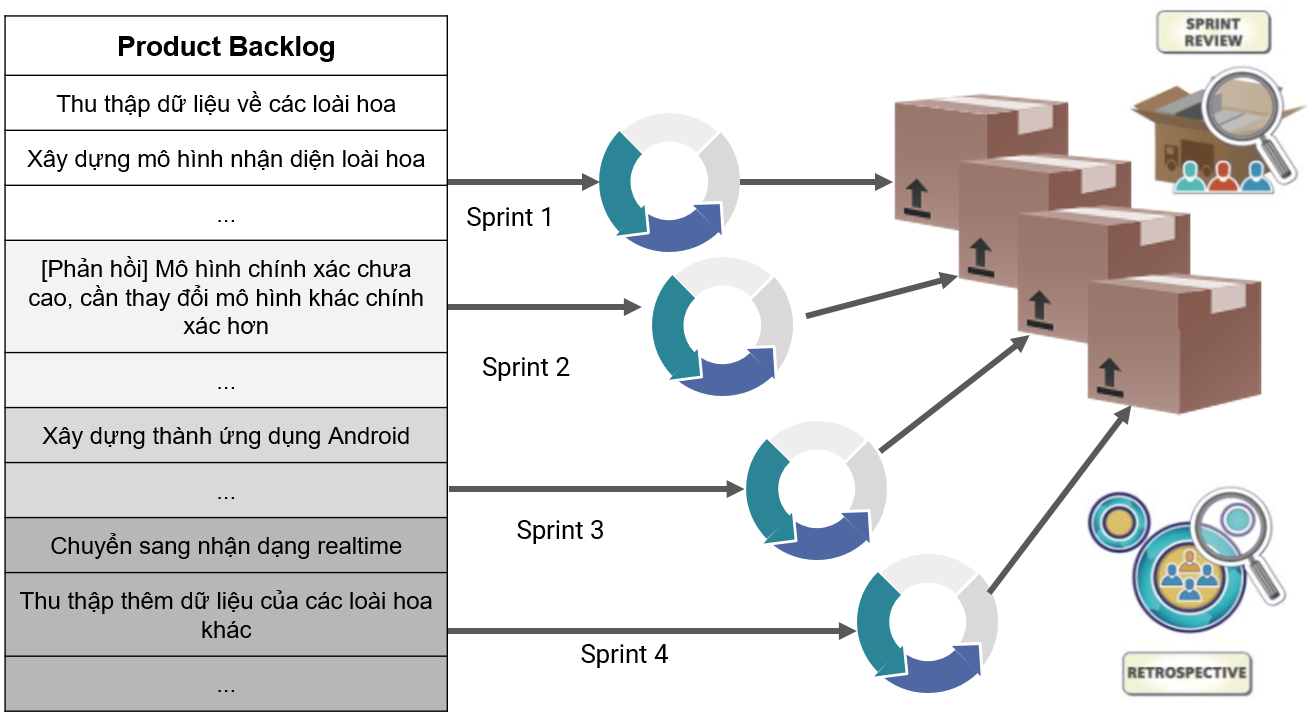 Product Backlog
Thu thập dữ liệu về các loài hoa
Xây dựng mô hình nhận diện loài hoa
...
[Phản hồi] Mô hình chính xác chưa
cao, cần thay đổi mô hình khác chính
xác hơn
...
Xây dựng thành ứng dụng Android
...
Chuyển sang nhận dạng realtime
Thu thập thêm dữ liệu của các loài hoa
khác
...
Sprint 1
Sprint 2
Sprint 3
Sprint 4
SPRINT
REVIEW
RETROSPECTIVE